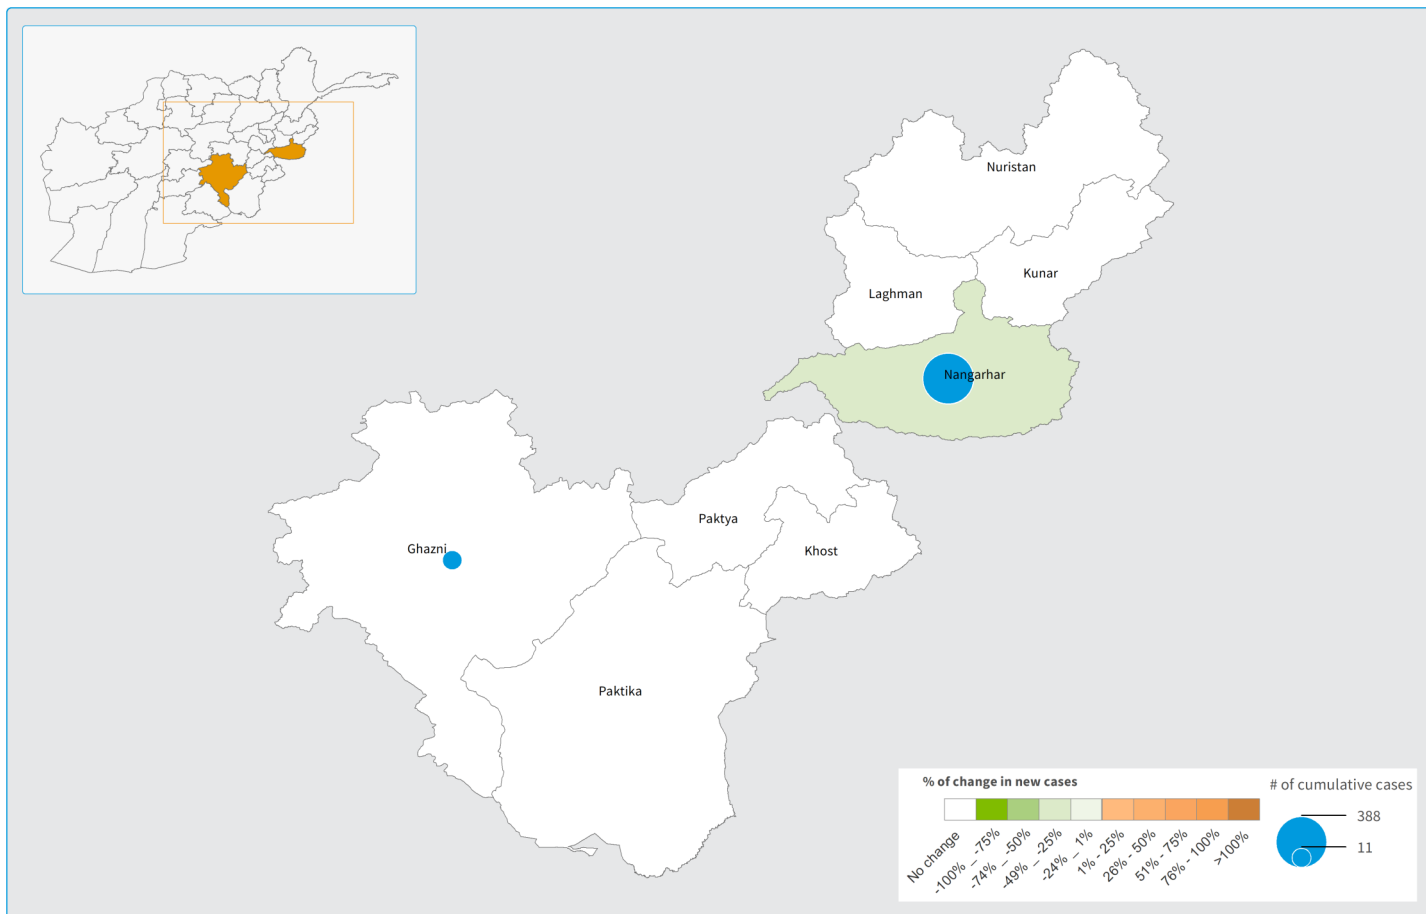 Nuristan
Kunar
Laghman
Nangarhar
Paktya
Ghazni
Khost
Paktika
% of change in new cases
# of cumulative cases
No change
-100% _ -75%
-74% _ -50%
-49% _ -25%
-24% _ 1%
1% - 25%
26% - 50%
51% - 75%
76% - 100%
>100%
388
11